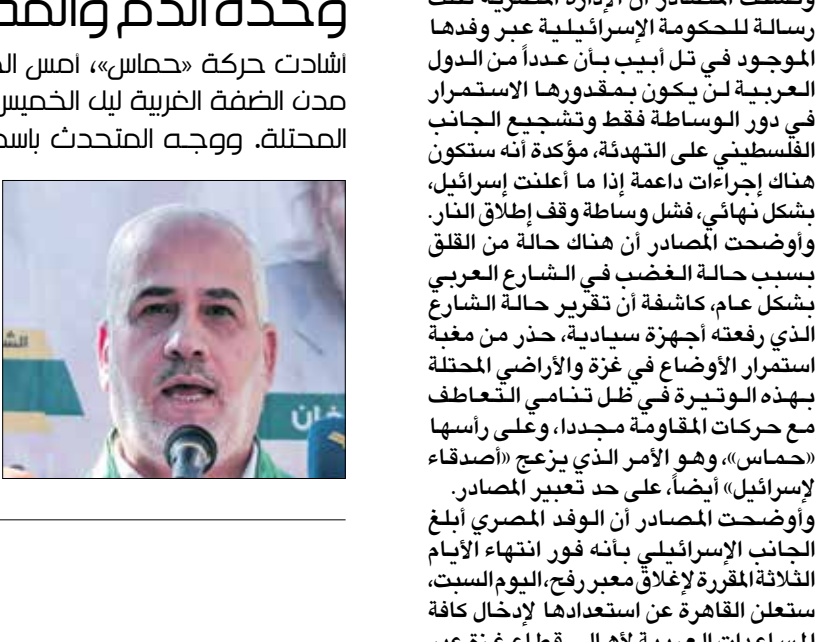 وحدة الدم والمص
أشادت حركة «حماس»، أمس ال
مدن الضفة الغربية ليل الخميس
المحتلة. ووجه المتحدث باسم
المصادر أن الإدارة المصرية
رسالة للحكومة الإسرائيلية عبر وفدها
الموجود في تل أبيب بأن عدداً من الدول
العربية لن يكون بمقدورها الاستمرار
في دور الوساطة فقط وتشجيع الجانب
الفلسطيني على التهدئة، مؤكدة أنه ستكون
هناك إجراءات داعمة إذا ما أعلنت إسرائيل،
بشكل نهائي، فشل وساطة وقف إطلاق النار.
وأوضحت المصادر أن هناك حالة من القلق
بسبب حالة الغضب في الشارع العربي
بشكل عام، كاشفة أن تقرير حالة الشارع
الذي رفعته أجهزة سيادية، حذر من مغبة
استمرار الأوضاع في غزة والأراضي المحتلة
بهذه الوتيرة في ظل تنامي التعاطف
مع حركات المقاومة مجددا، وعلى رأسها
«حماس»، وهو الأمر الذي يزعج «أصدقاء
لإسرائيل» أيضاً، على حد تعبير المصادر.
وأوضحت المصادر أن الوفد المصري أبلغ
الجانب الإسرائيلي بأنه فور انتهاء الأيام
الثلاثة المقررة لإغلاق معبر رفح، اليوم السبت،
ستعلن القاهرة عن استعدادها لإدخال كافة
المساعدات العربية لأهالي قطاع غزة عبر